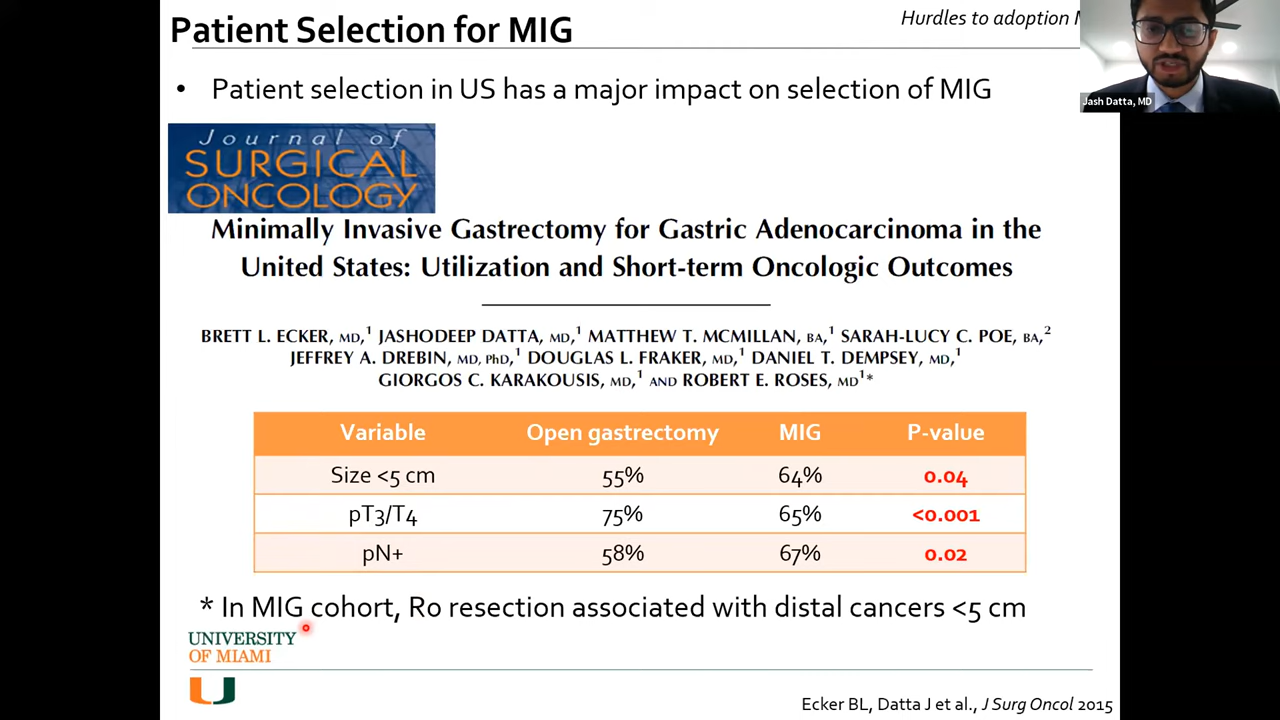 Patient Selection for MIG
Hurdles to adoption
Jash Datta, MD
• Patient selection in US has a major impact on selection of MIG
Journal of
SURGICAL
ONCOLOGY
Minimally Invasive Gastrectomy for Gastric Adenocarcinoma in the
United States: Utilization and Short-term Oncologic Outcomes
BRETT L. ECKER, MD,1 JASHODEEP DATTA, MD,1 MATTHEW T. MCMILLAN, BA,1 SARAH-LUCY C. POE, BA,2
JEFFREY A. DREBIN, MD, PhD,1 DOUGLAS L. FRAKER, MD,1 DANIEL T. DEMPSEY, MD,1
GIORGOS C. KARAKOUSIS, MD,1 AND ROBERT E. ROSES, MD1*
Variable Open gastrectomy MIG P-value
Size <5 cm 55% 64% 0.04
pT3/T4 75% 65% <0.001
pN+ 58% 67% 0.02
* In MIG cohort, R0 resection associated with distal cancers <5 cm
UNIVERSITY
OF MIAMI
U
Ecker BL, Datta J et al., J Surg Oncol 2015